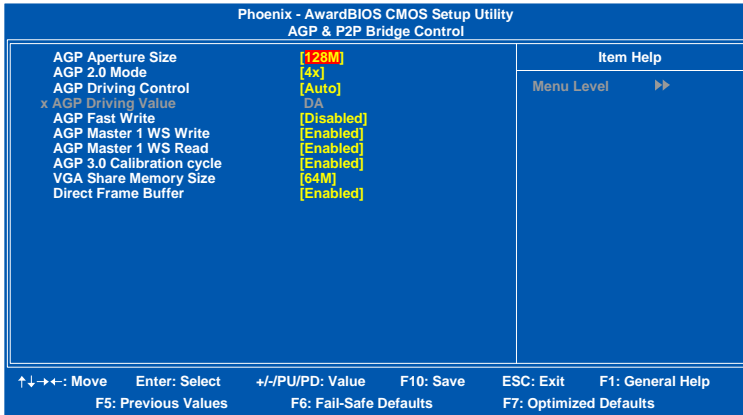 Phoenix - AwardBIOS CMOS Setup Utility
AGP & P2P Bridge Control
AGP Aperture Size [128M]
AGP 2.0 Mode [4x]
AGP Driving Control [Auto]
x AGP Driving Value DA
AGP Fast Write [Disabled]
AGP Master 1 WS Write [Enabled]
AGP Master 1 WS Read [Enabled]
AGP 3.0 Calibration cycle [Enabled]
VGA Share Memory Size [64M]
Direct Frame Buffer [Enabled]
Item Help
Menu Level ▶▶
↑↓→←: Move Enter: Select +/-/PU/PD: Value F10: Save ESC: Exit F1: General Help
F5: Previous Values F6: Fail-Safe Defaults F7: Optimized Defaults